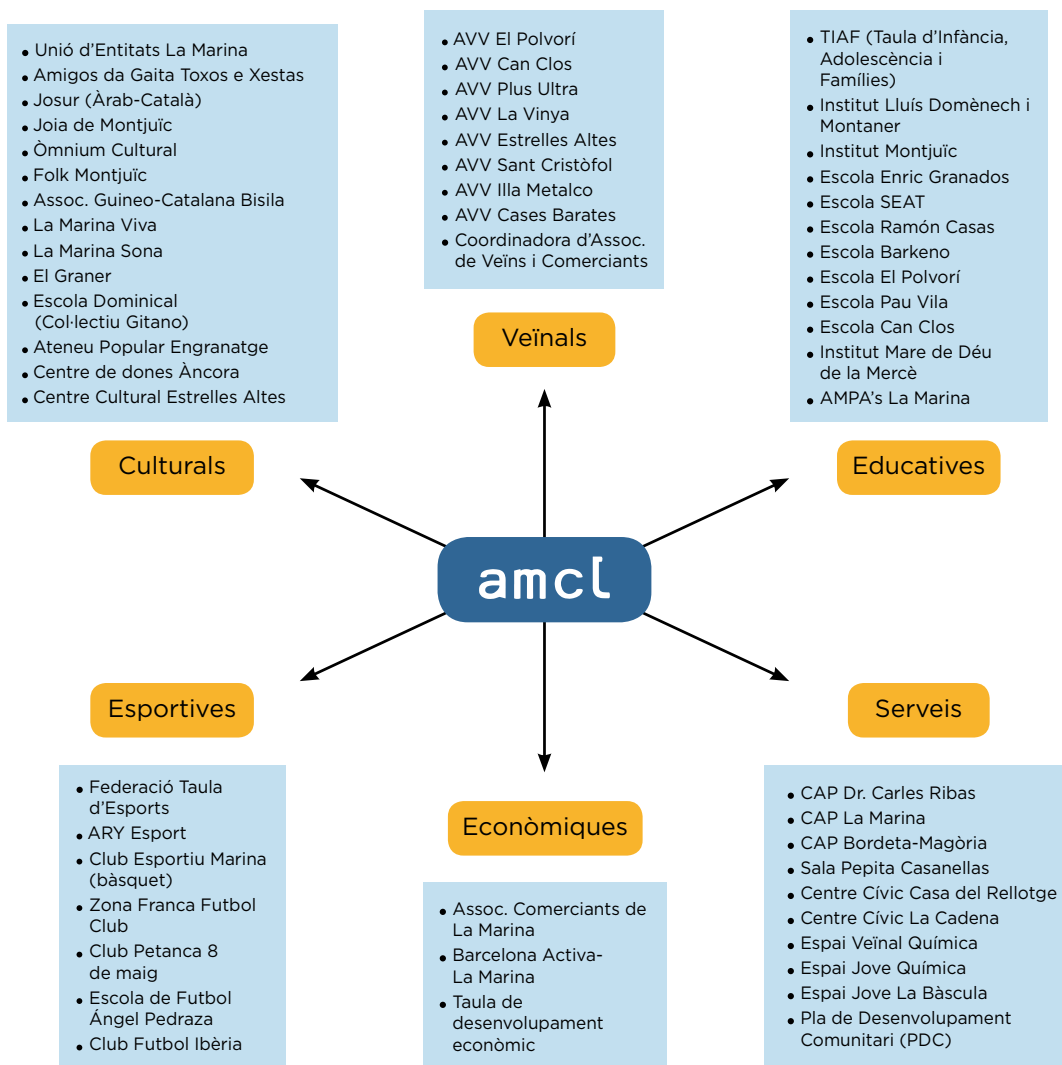 • Unió d'Entitats La Marina
• Amigos da Gaita Toxos e Xestas
• Josur (Àrab-Català)
• Joia de Montjuïc
• Òmnium Cultural
• Folk Montjuïc
• Assoc. Guineo-Catalana Bisila
• La Marina Viva
• La Marina Sona
• El Graner
• Escola Dominical
(Col·lectiu Gitano)
• Ateneu Popular Engranatge
• Centre de dones Àncora
• Centre Cultural Estrelles Altes
Culturals
• AVV El Polvorí
• AVV Can Clos
• AVV Plus Ultra
• AVV La Vinya
• AVV Estrelles Altes
• AVV Sant Cristòfol
• AVV Illa Metalco
• AVV Cases Barates
• Coordinadora d'Assoc.
de Veïns i Comerciants
Veïnals
• TIAF (Taula d'Infància,
Adolescència i
Famílies)
• Institut Lluís Domènech i
Montaner
• Institut Montjuïc
• Escola Enric Granados
• Escola SEAT
• Escola Ramón Casas
• Escola Barkeno
• Escola El Polvorí
• Escola Pau Vila
• Escola Can Clos
• Institut Mare de Déu
de la Mercè
• AMPA's La Marina
Educatives
amcl
Esportives
• Federació Taula
d'Esports
• ARY Esport
• Club Esportiu Marina
(bàsquet)
• Zona Franca Futbol
Club
• Club Petanca 8
de maig
• Escola de Futbol
Ángel Pedraza
• Club Futbol Ibèria
Econòmiques
• Assoc. Comerciants de
La Marina
• Barcelona Activa-
La Marina
• Taula de
desenvolupament
econòmic
Serveis
• CAP Dr. Carles Ribas
• CAP La Marina
• CAP Bordeta-Magòria
• Sala Pepita Casanellas
• Centre Cívic Casa del Rellotge
• Centre Cívic La Cadena
• Espai Veïnal Química
• Espai Jove Química
• Espai Jove La Bàscula
• Pla de Desenvolupament
Comunitari (PDC)